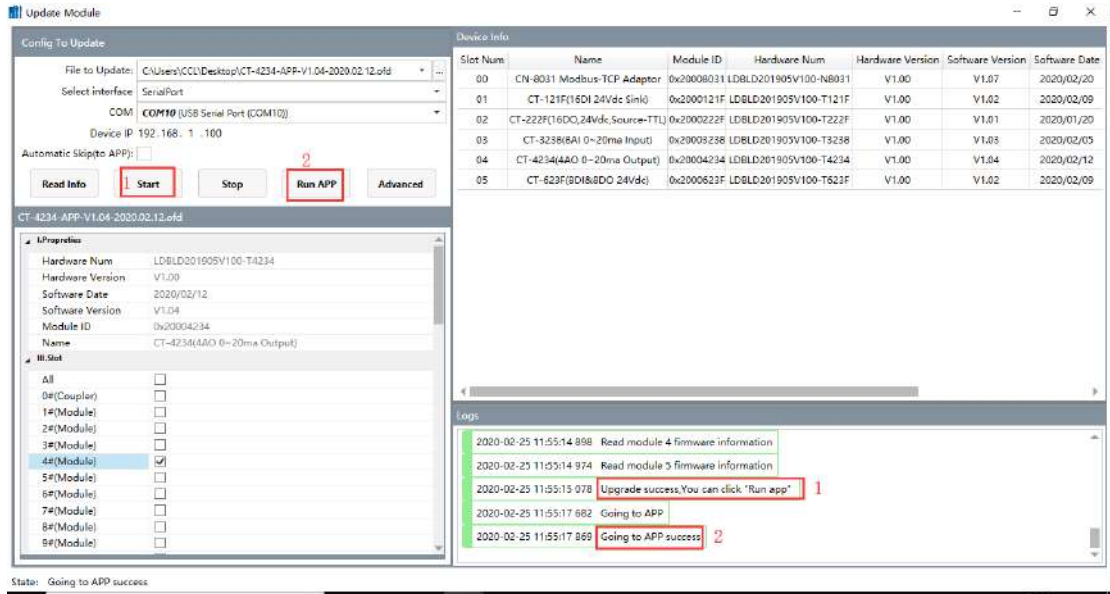 Update Module
Config To Update
File to Update: C:\Users\CCL\Desktop\CT-4234-APP-V1.04-2020.02.12.ofd ...
Select interface SerialPort
COM COM10 (USB Serial Port (COM10))
Device IP 192.168. 1 .100
Automatic Skip(to APP):
2
Read Info 1 Start Stop Run APP Advanced
CT-4234-APP-V1.04-2020.02.12.ofd
I.Propreties
Hardware Num LDBLD201905V100-T4234
Hardware Version V1.00
Software Date 2020/02/12
Software Version V1.04
Module ID 0x20004234
Name CT-4234(4AO 0~20ma Output)
III.Slot
All
0#(Coupler)
1#(Module)
2#(Module)
3#(Module)
4#(Module)
5#(Module)
6#(Module)
7#(Module)
8#(Module)
9#(Module)
Device Info
Slot Num Name Module ID Hardware Num Hardware Version Software Version Software Date
00 CN-8031 Modbus-TCP Adaptor 0x20008031 LDBLD201905V100-N8031 V1.00 V1.07 2020/02/20
01 CT-121F(16DI 24Vdc Sink) 0x2000121F LDBLD201905V100-T121F V1.00 V1.02 2020/02/09
02 CT-222F(16DO,24Vdc,Source-TTL) 0x2000222F LDBLD201905V100-T222F V1.00 V1.01 2020/01/20
03 CT-3238(8AI 0~20ma Input) 0x20003238 LDBLD201905V100-T3238 V1.00 V1.03 2020/02/05
04 CT-4234(4AO 0~20ma Output) 0x20004234 LDBLD201905V100-T4234 V1.00 V1.04 2020/02/12
05 CT-623F(8DI&8DO 24Vdc) 0x2000623F LDBLD201905V100-T623F V1.00 V1.02 2020/02/09
Logs
2020-02-25 11:55:14 898 Read module 4 firmware information
2020-02-25 11:55:14 974 Read module 5 firmware information
2020-02-25 11:55:15 078 Upgrade success,You can click "Run app" 1
2020-02-25 11:55:17 682 Going to APP
2020-02-25 11:55:17 869 Going to APP success 2
State: Going to APP success